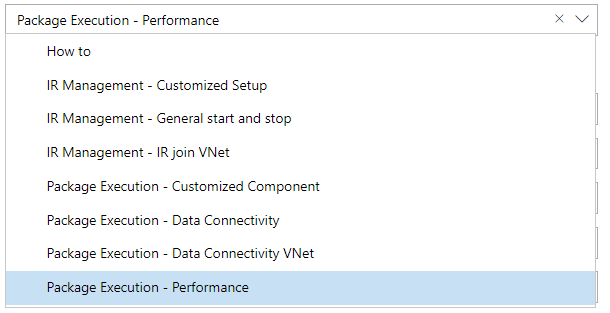 Package Execution - Performance
How to
IR Management - Customized Setup
IR Management - General start and stop
IR Management - IR join VNet
Package Execution - Customized Component
Package Execution - Data Connectivity
Package Execution - Data Connectivity VNet
Package Execution - Performance